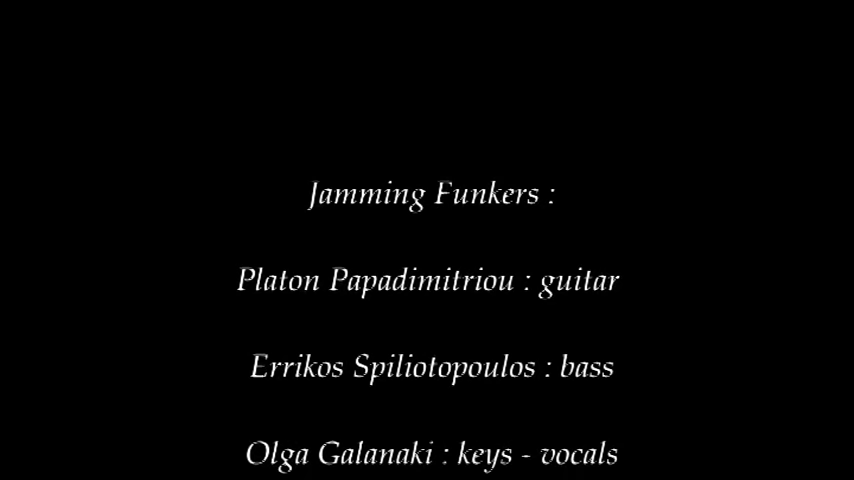 Jamming Funkers :
Platon Papadimitriou : guitar
Errikos Spiliotopoulos : bass
Olga Galanaki : keys - vocals